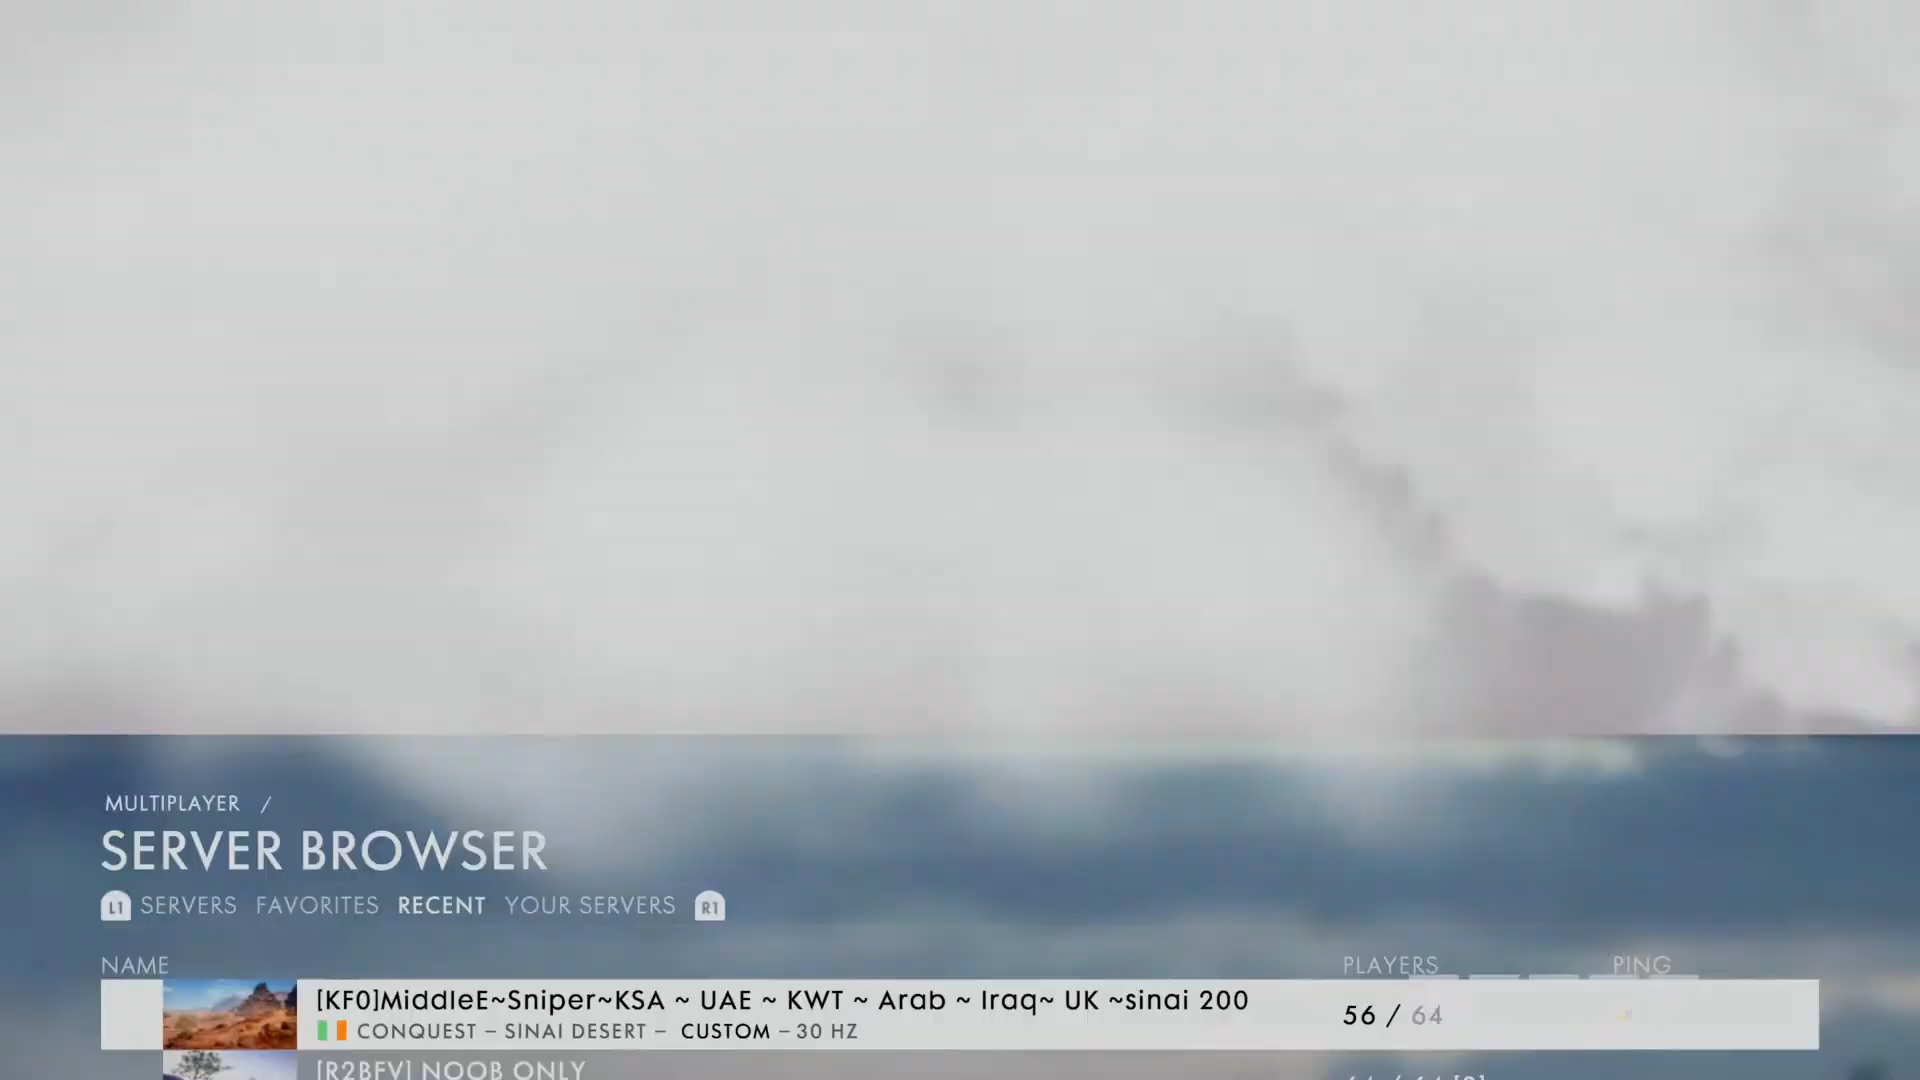 MULTIPLAYER /
SERVER BROWSER
L1 SERVERS FAVORITES RECENT YOUR SERVERS R1
NAME PLAYERS PING
[KF0]MiddleE~Sniper~KSA ~ UAE ~ KWT ~ Arab ~ Iraq~ UK ~sinai 200
56 / 64
CONQUEST – SINAI DESERT – CUSTOM – 30 HZ
[R2BFV] NOOB ONLY